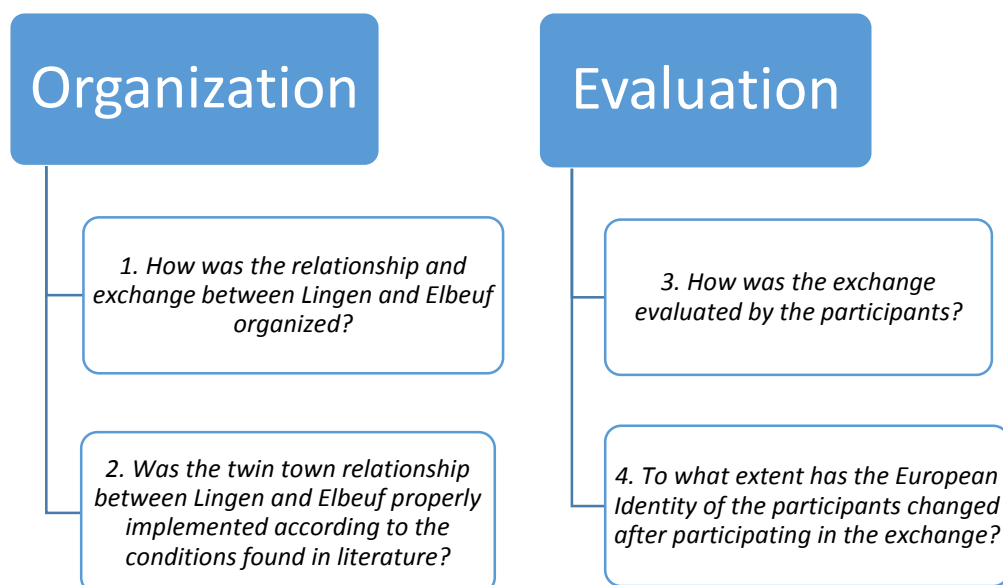 Organization
1. How was the relationship and
exchange between Lingen and Elbeuf
organized?
2. Was the twin town relationship
between Lingen and Elbeuf properly
implemented according to the
conditions found in literature?
Evaluation
3. How was the exchange
evaluated by the participants?
4. To what extent has the European
Identity of the participants changed
after participating in the exchange?